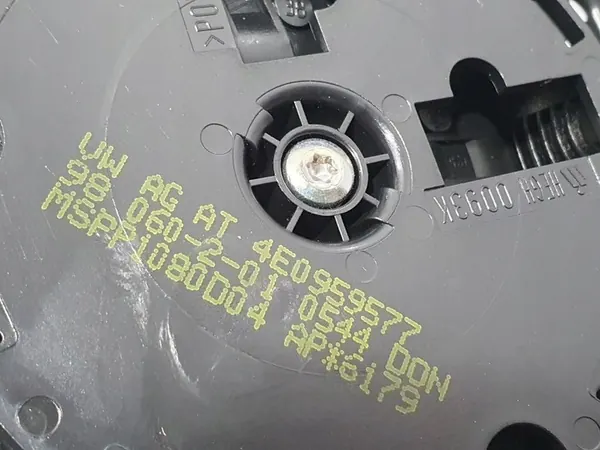 VW AG AT 4E0959577
98 060-2-01 0544 DON
MSPP1080D04 AP*6179